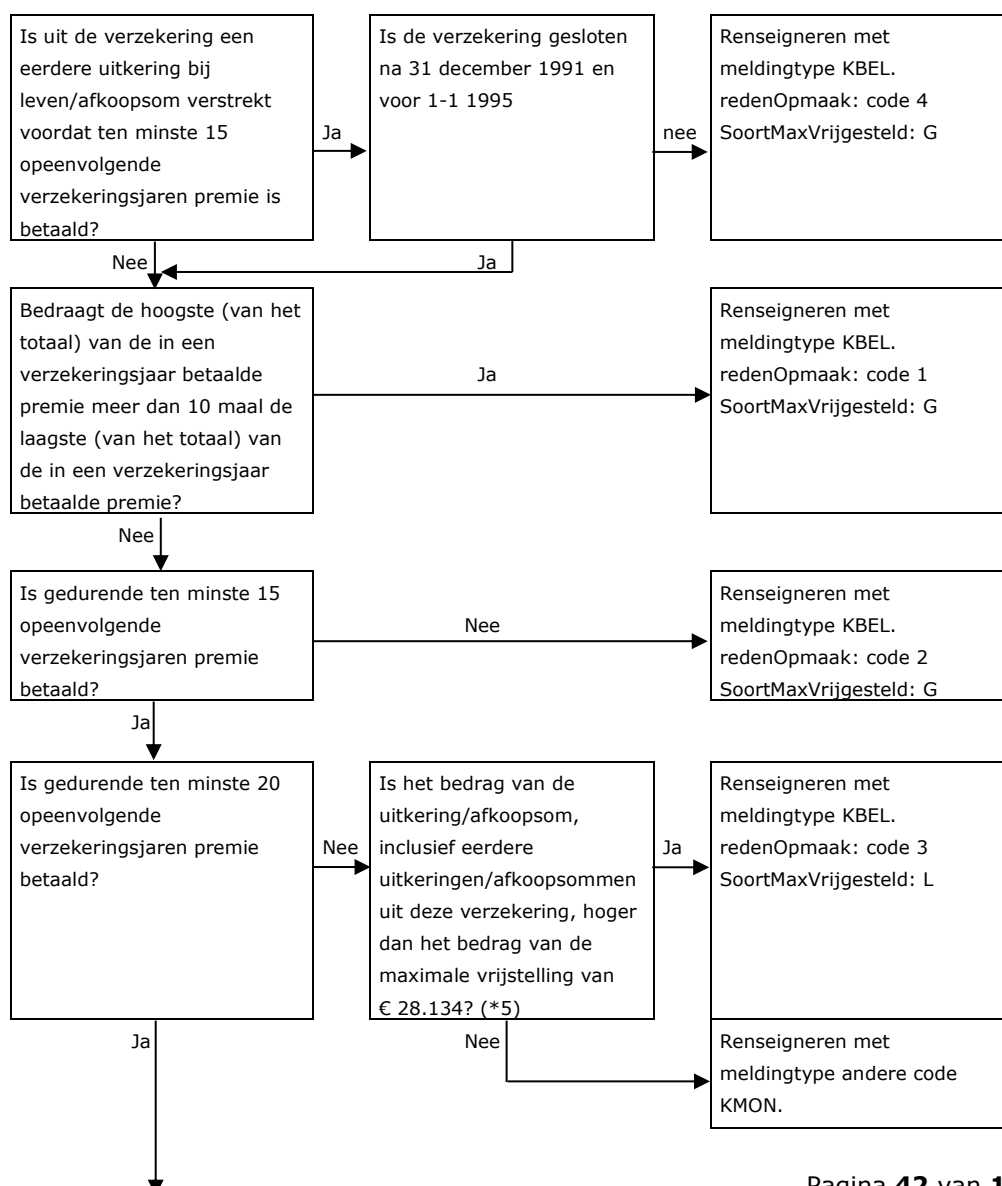 Is uit de verzekering een
eerdere uitkering bij
leven/afkoopsom verstrekt
voordat ten minste 15
opeenvolgende
verzekeringsjaren premie is
betaald?
Ja
Is de verzekering gesloten
na 31 december 1991 en
voor 1-1 1995
nee
Renseigneren met
meldingtype KBEL.
redenOpmaak: code 4
SoortMaxVrijgesteld: G
Nee
Ja
Bedraagt de hoogste (van het
totaal) van de in een
verzekeringsjaar betaalde
premie meer dan 10 maal de
laagste (van het totaal) van
de in een verzekeringsjaar
betaalde premie?
Ja
Renseigneren met
meldingtype KBEL.
redenOpmaak: code 1
SoortMaxVrijgesteld: G
Nee
Is gedurende ten minste 15
opeenvolgende
verzekeringsjaren premie
betaald?
Nee
Renseigneren met
meldingtype KBEL.
redenOpmaak: code 2
SoortMaxVrijgesteld: G
Ja
Is gedurende ten minste 20
opeenvolgende
verzekeringsjaren premie
betaald?
Nee
Is het bedrag van de
uitkering/afkoopsom,
inclusief eerdere
uitkeringen/afkoopsommen
uit deze verzekering, hoger
dan het bedrag van de
maximale vrijstelling van
€ 28.134? (*5)
Ja
Renseigneren met
meldingtype KBEL.
redenOpmaak: code 3
SoortMaxVrijgesteld: L
Ja
Nee
Renseigneren met
meldingtype andere code
KMON.
Pagina 42 van 1